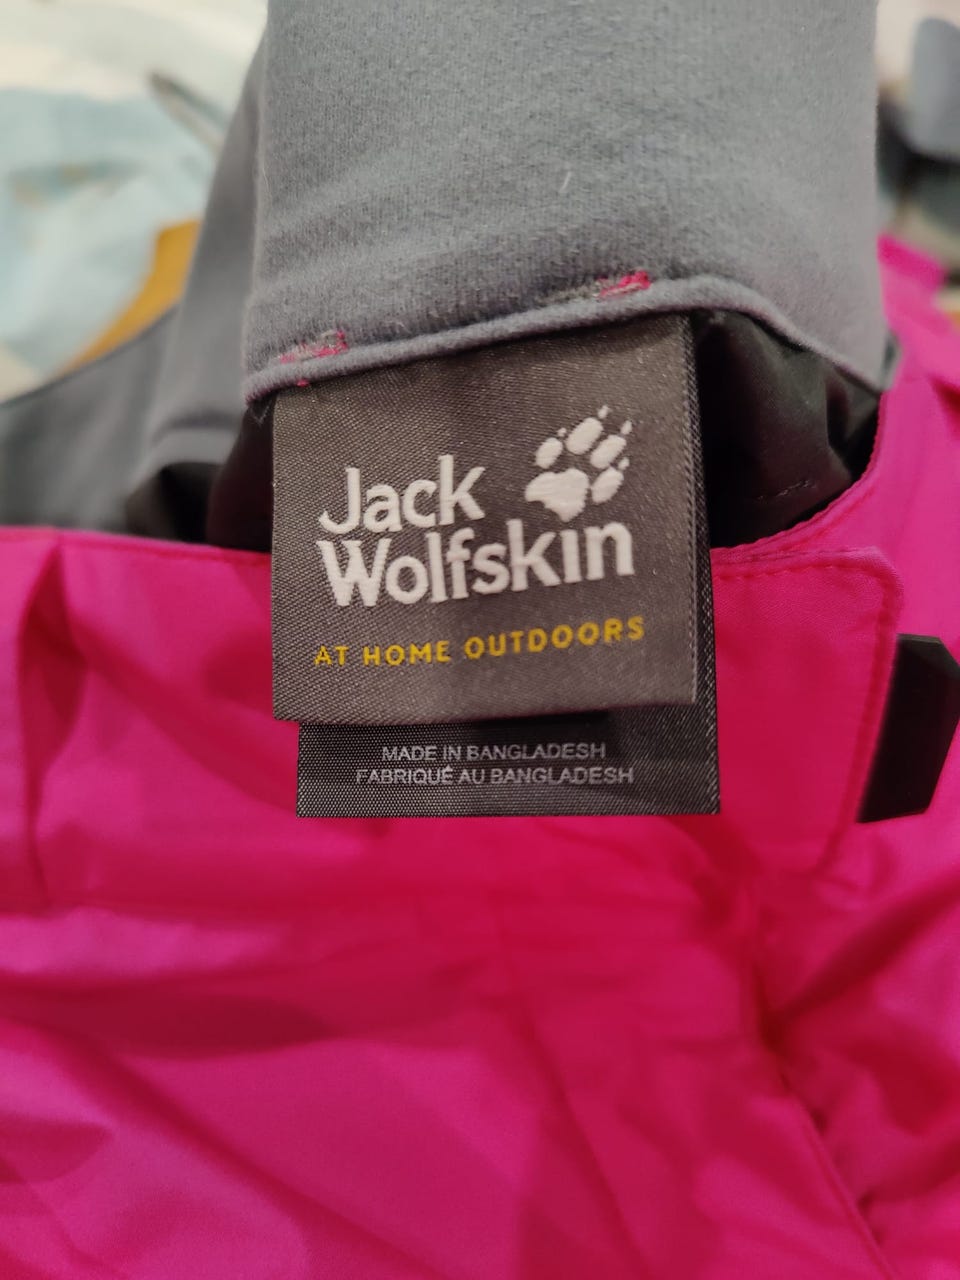 Jack
Wolfskin
AT HOME OUTDOORS
MADE IN BANGLADESH
FABRIQUÉ AU BANGLADESH